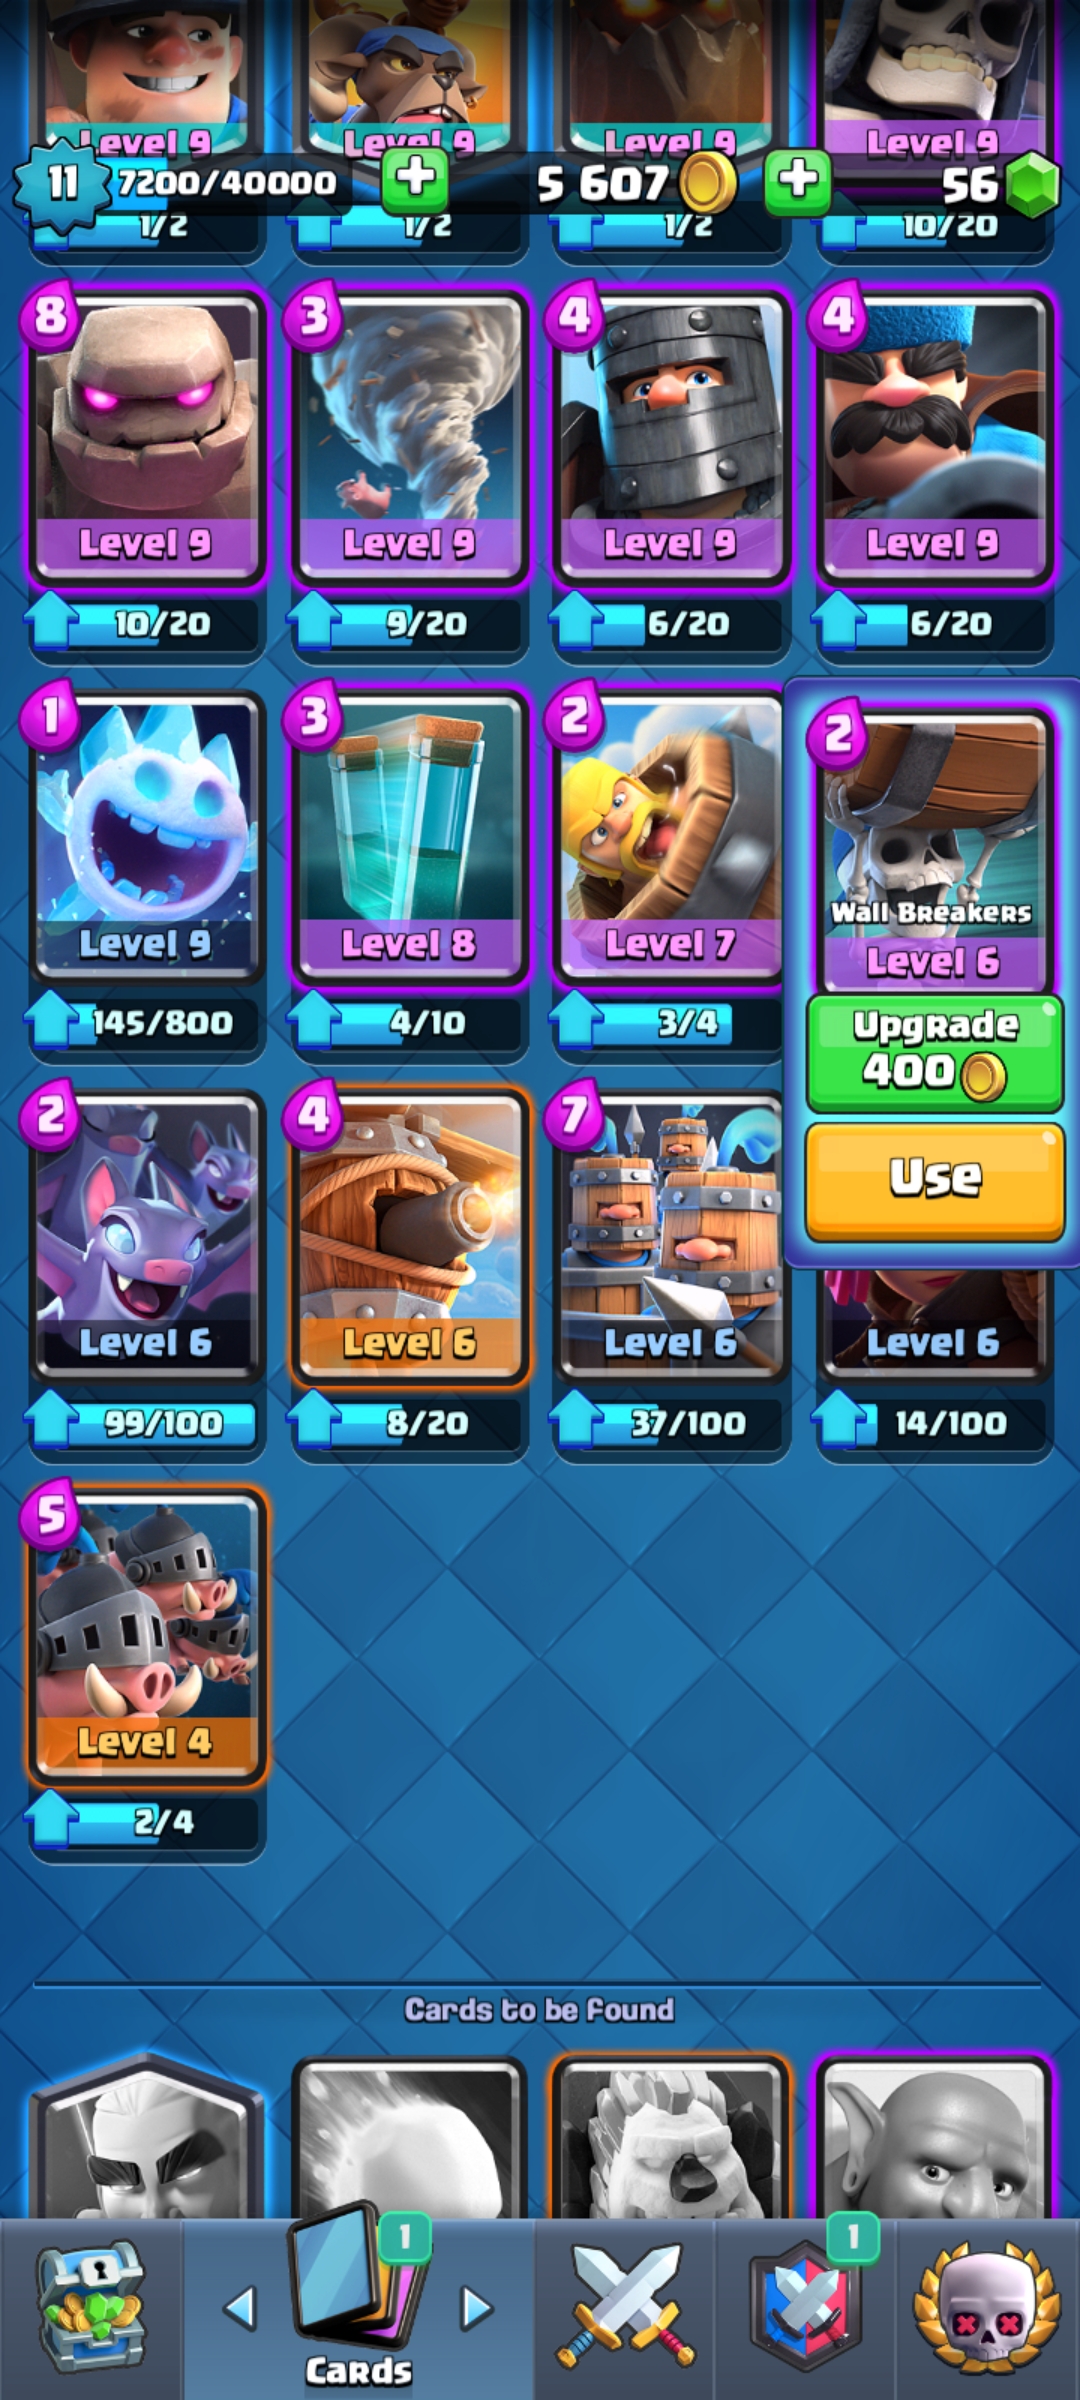 Level 9
Level 9
Level 9
Level 9
11
7200/40000
5 607
56
1/2
1/2
1/2
10/20
8
3
4
4
Level 9
Level 9
Level 9
Level 9
10/20
9/20
6/20
6/20
1
3
2
2
Wall Breakers
Level 9
Level 8
Level 7
Level 6
145/800
4/10
3/4
Upgrade
400
Use
2
4
7
Level 6
Level 6
Level 6
Level 6
99/100
8/20
37/100
14/100
5
Level 4
2/4
Cards to be found
1
1
Cards